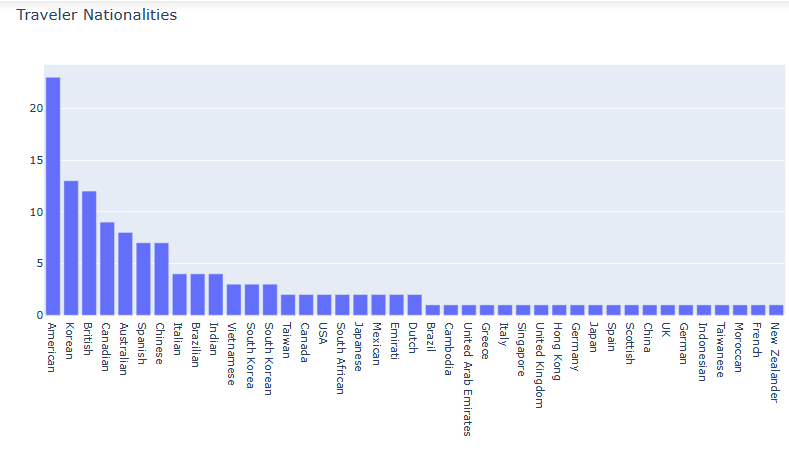 Traveler Nationalities
20
15
10
5
0
American
Korean
British
Canadian
Australian
Spanish
Chinese
Italian
Brazilian
Indian
Vietnamese
South Korea
South Korean
Taiwan
Canada
USA
South African
Japanese
Mexican
Emirati
Dutch
Brazil
Cambodia
United Arab Emirates
Greece
Italy
Singapore
United Kingdom
Hong Kong
Germany
Japan
Spain
Scottish
China
UK
German
Indonesian
Taiwanese
Moroccan
French
New Zealander